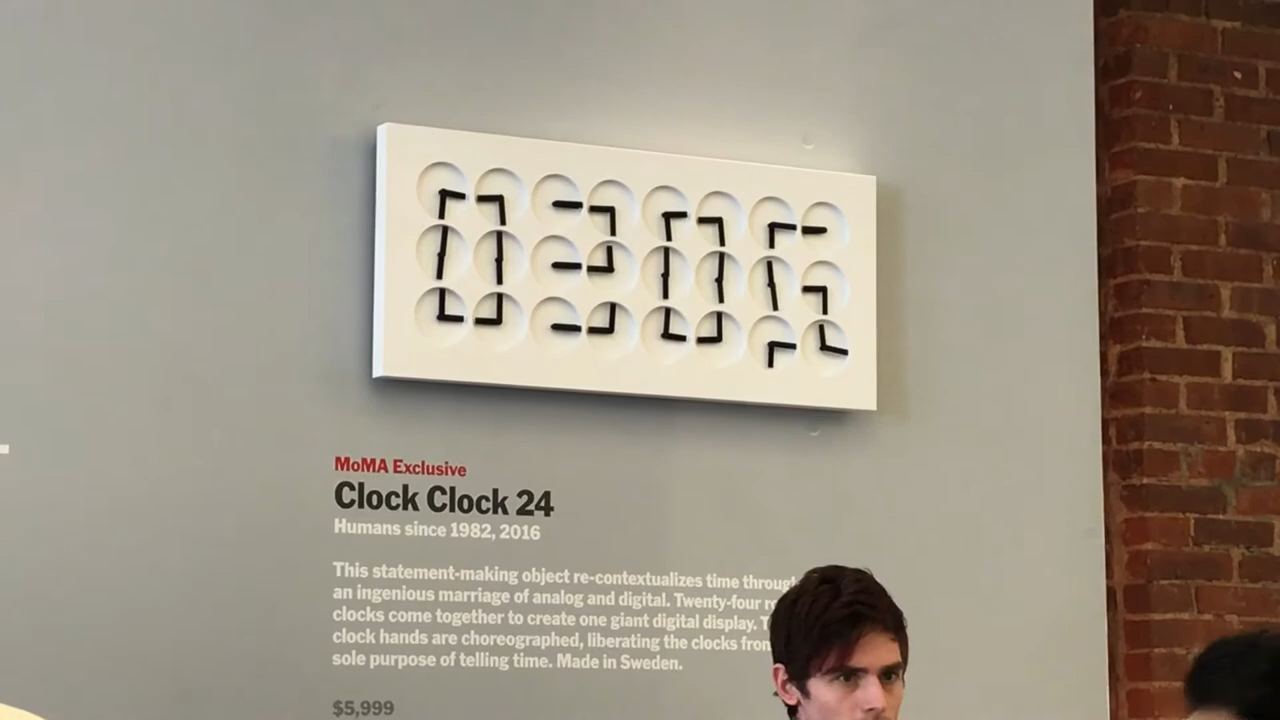 MoMA Exclusive
Clock Clock 24
Humans since 1982, 2016
This statement-making object re-contextualizes time through
an ingenious marriage of analog and digital. Twenty-four
clocks come together to create one giant digital display.
clock hands are choreographed, liberating the clocks from
sole purpose of telling time. Made in Sweden.
$5,999